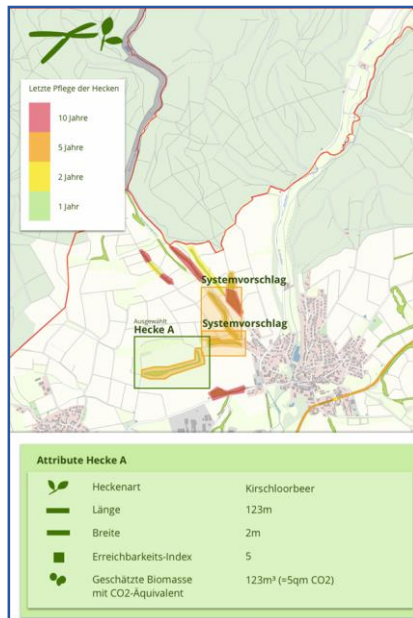 Letzte Pflege der Hecken
10 Jahre
5 Jahre
2 Jahre
1 Jahr
Systemvorschlag
Ausgewählt
Hecke A
Systemvorschlag
Attribute Hecke A
Heckenart Kirschloorbeer
Länge 123m
Breite 2m
Erreichbarkeits-Index 5
Geschätzte Biomasse 123m³ (=5qm CO2)
mit CO2-Äquivalent